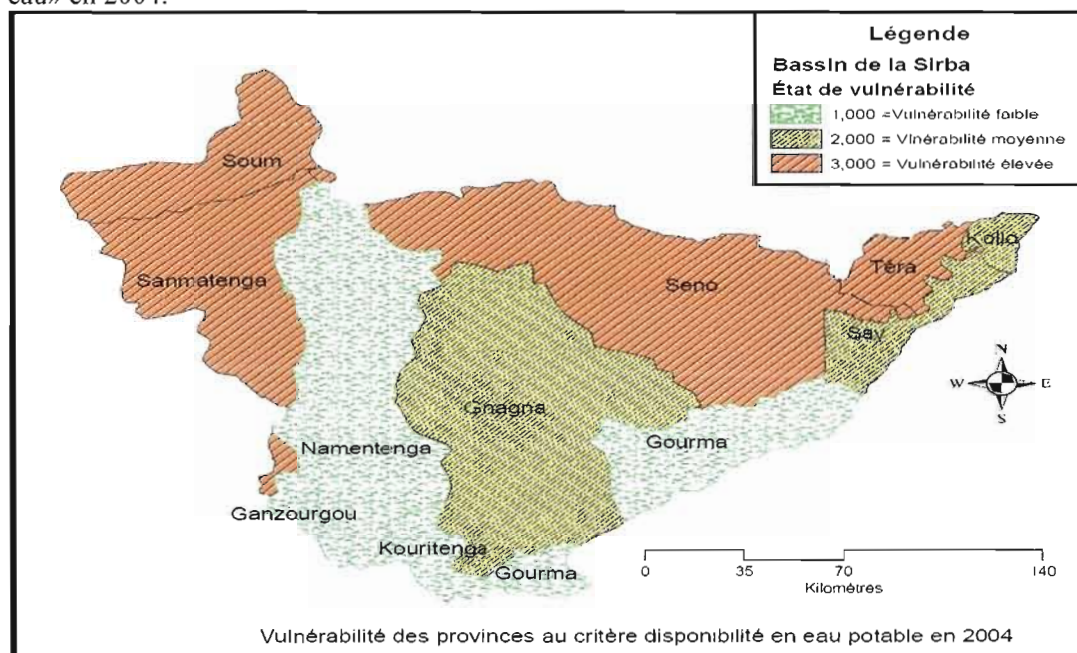 eau» en 2004.
Légende
Bassin de la Sirba
État de vulnérabilité
1,000 =Vulnérabilité faible
2,000 =Vlnérabilité moyenne
3,000 = Vulnérabilité élevée
Soum
Kollo
Téra
Sanmatenga
Seno
Say
N
W E
S
Gnagna
Namentenga
Gourma
Ganzourgou
Kouritenga
Gourma
0 35 70 140
Kilomètres
Vulnérabilité des provinces au critère disponibilité en eau potable en 2004